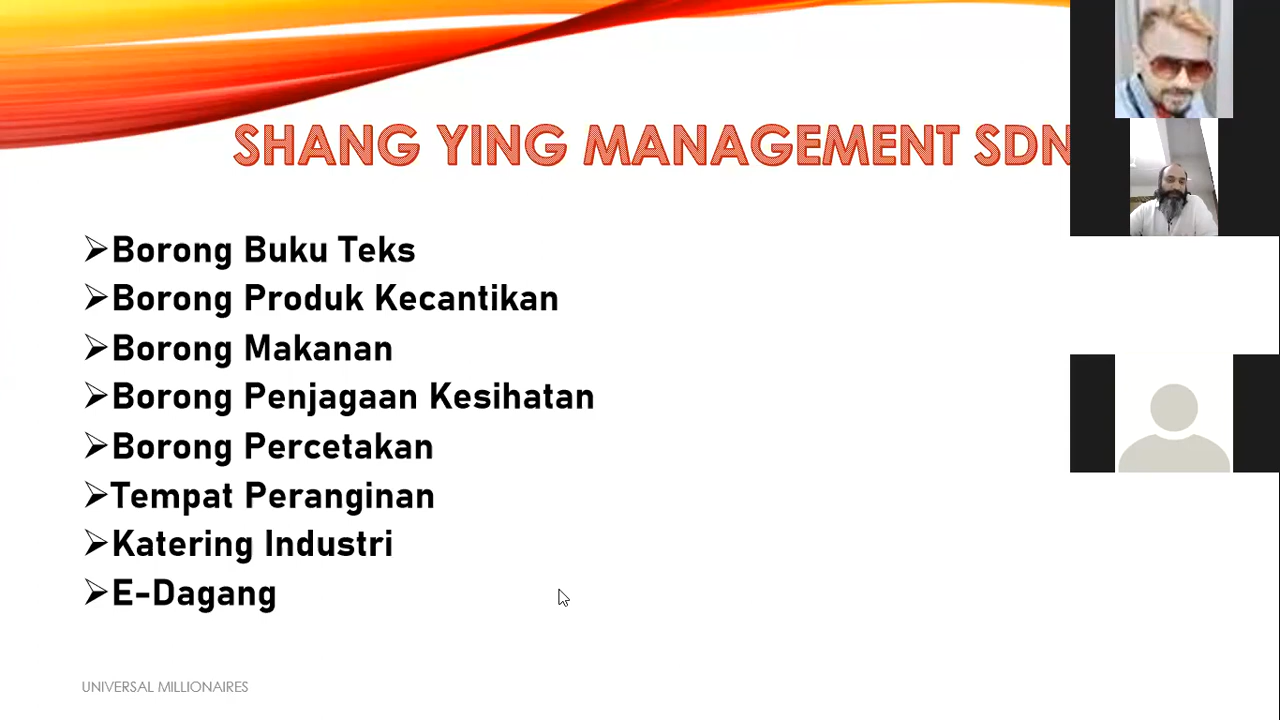 SHANG YING MANAGEMENT SDN
Borong Buku Teks
Borong Produk Kecantikan
Borong Makanan
Borong Penjagaan Kesihatan
Borong Percetakan
Tempat Peranginan
Katering Industri
E-Dagang
UNIVERSAL MILLIONAIRES